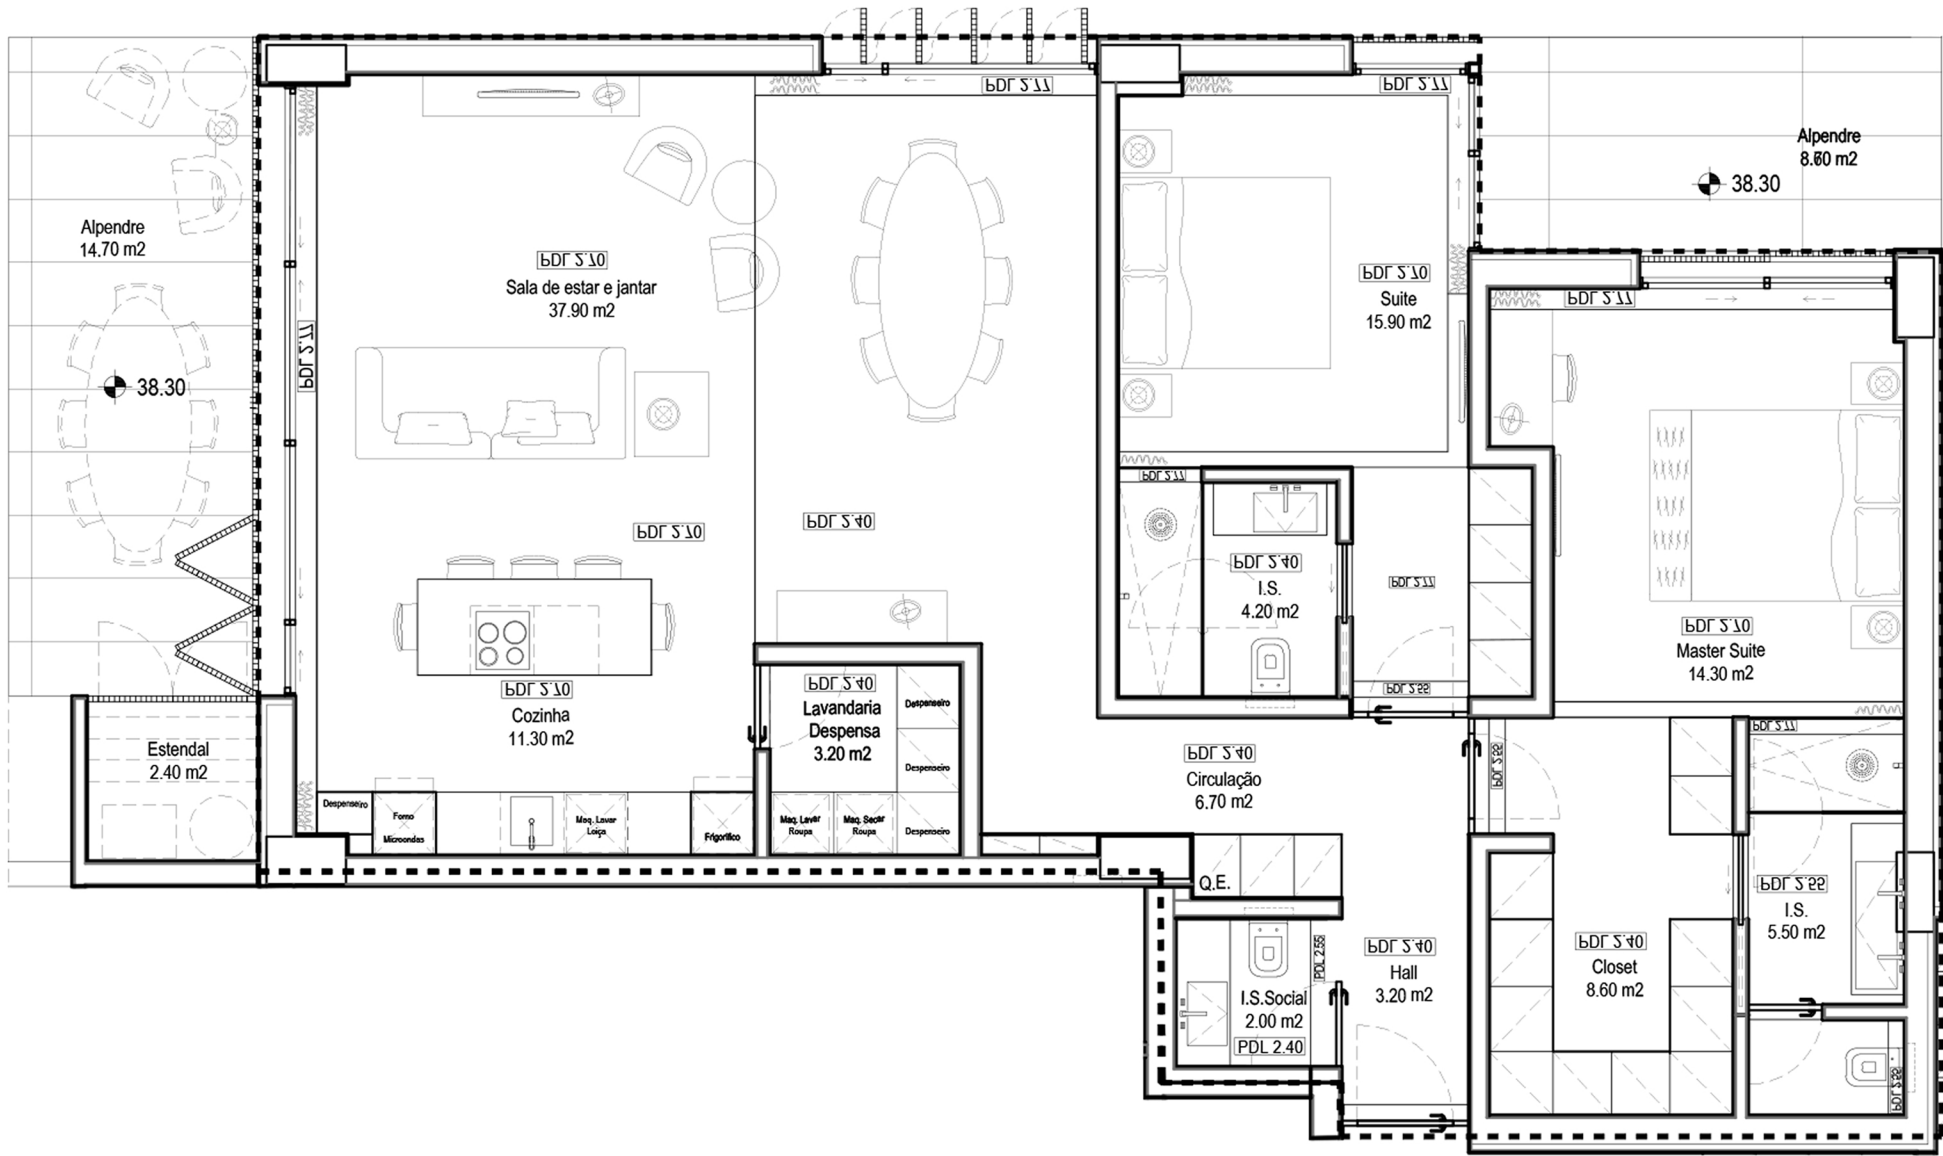 PDL 2.77
PDL 2.77
Alpendre
8.60 m2
38.30
Alpendre
14.70 m2
PDL 2.70
Sala de estar e jantar
37.90 m2
PDL 2.70
Suite
15.90 m2
PDL 2.77
PDL 2.77
38.30
PDL 2.77
PDL 2.70
PDL 2.40
PDL 2.40
I.S.
4.20 m2
PDL 2.77
PDL 2.70
Master Suite
14.30 m2
PDL 2.55
PDL 2.70
Cozinha
11.30 m2
PDL 2.40
Lavandaria
Despensa
3.20 m2
Despenseiro
Despenseiro
Despenseiro
Estendal
2.40 m2
PDL 2.40
Circulação
6.70 m2
PDL 2.55
PDL 2.77
Despenseiro
Forno
Microondas
Maq. Lavar
Loiça
Frigorífico
Maq. Lavar
Roupa
Maq. Secar
Roupa
Q.E.
PDL 2.55
I.S.
5.50 m2
PDL 2.40
Hall
3.20 m2
PDL 2.40
Closet
8.60 m2
PDL 2.55
I.S.Social
2.00 m2
PDL 2.40
PDL 2.55